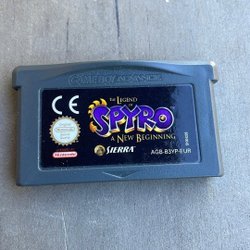 GAME BOY ADVANCE
THE LEGEND
OF
SPYRO
A NEW BEGINNING
CE
Nintendo
SIERRA
AGB-B3YP-EUR